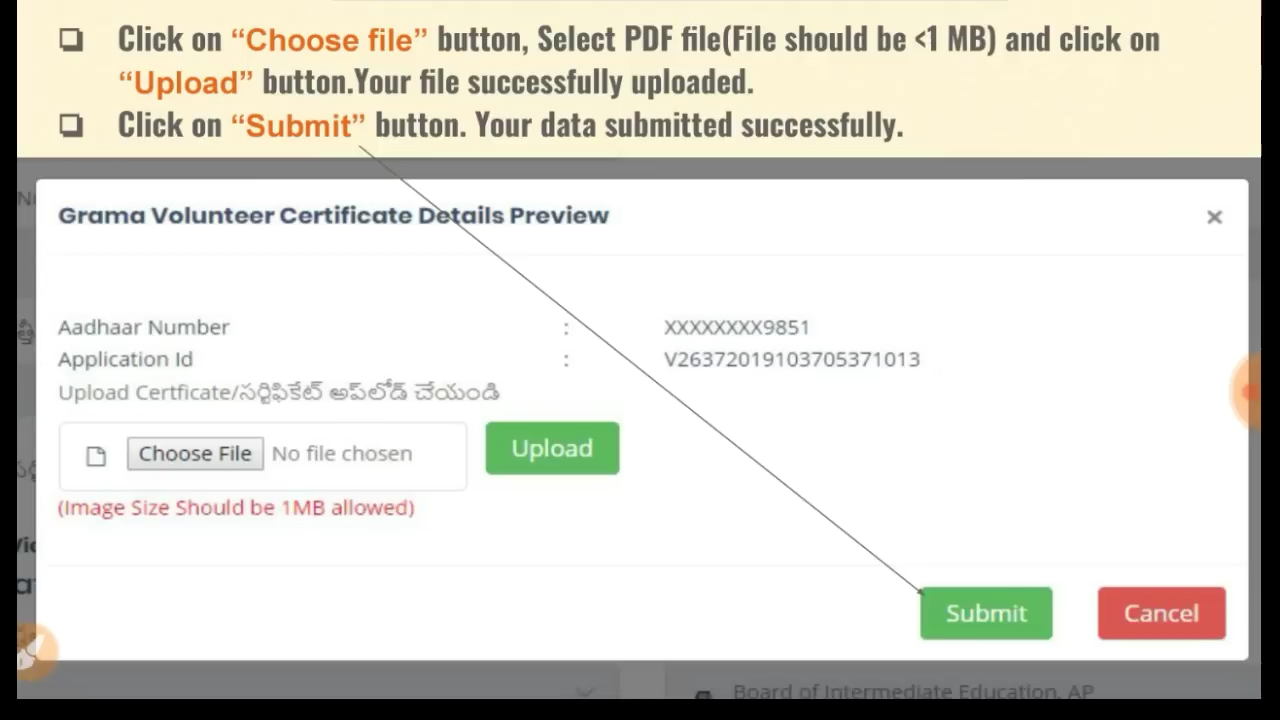 ❑ Click on “Choose file” button, Select PDF file(File should be <1 MB) and click on
“Upload” button.Your file successfully uploaded.
❑ Click on “Submit” button. Your data submitted successfully.
Grama Volunteer Certificate Details Preview ×
Aadhaar Number : XXXXXXXX9851
Application Id : V26372019103705371013
Upload Certficate/సర్టిఫికేట్ అప్‌లోడ్ చేయండి
Choose File No file chosen Upload
(Image Size Should be 1MB allowed)
Submit Cancel
Board of Intermediate Education, AP